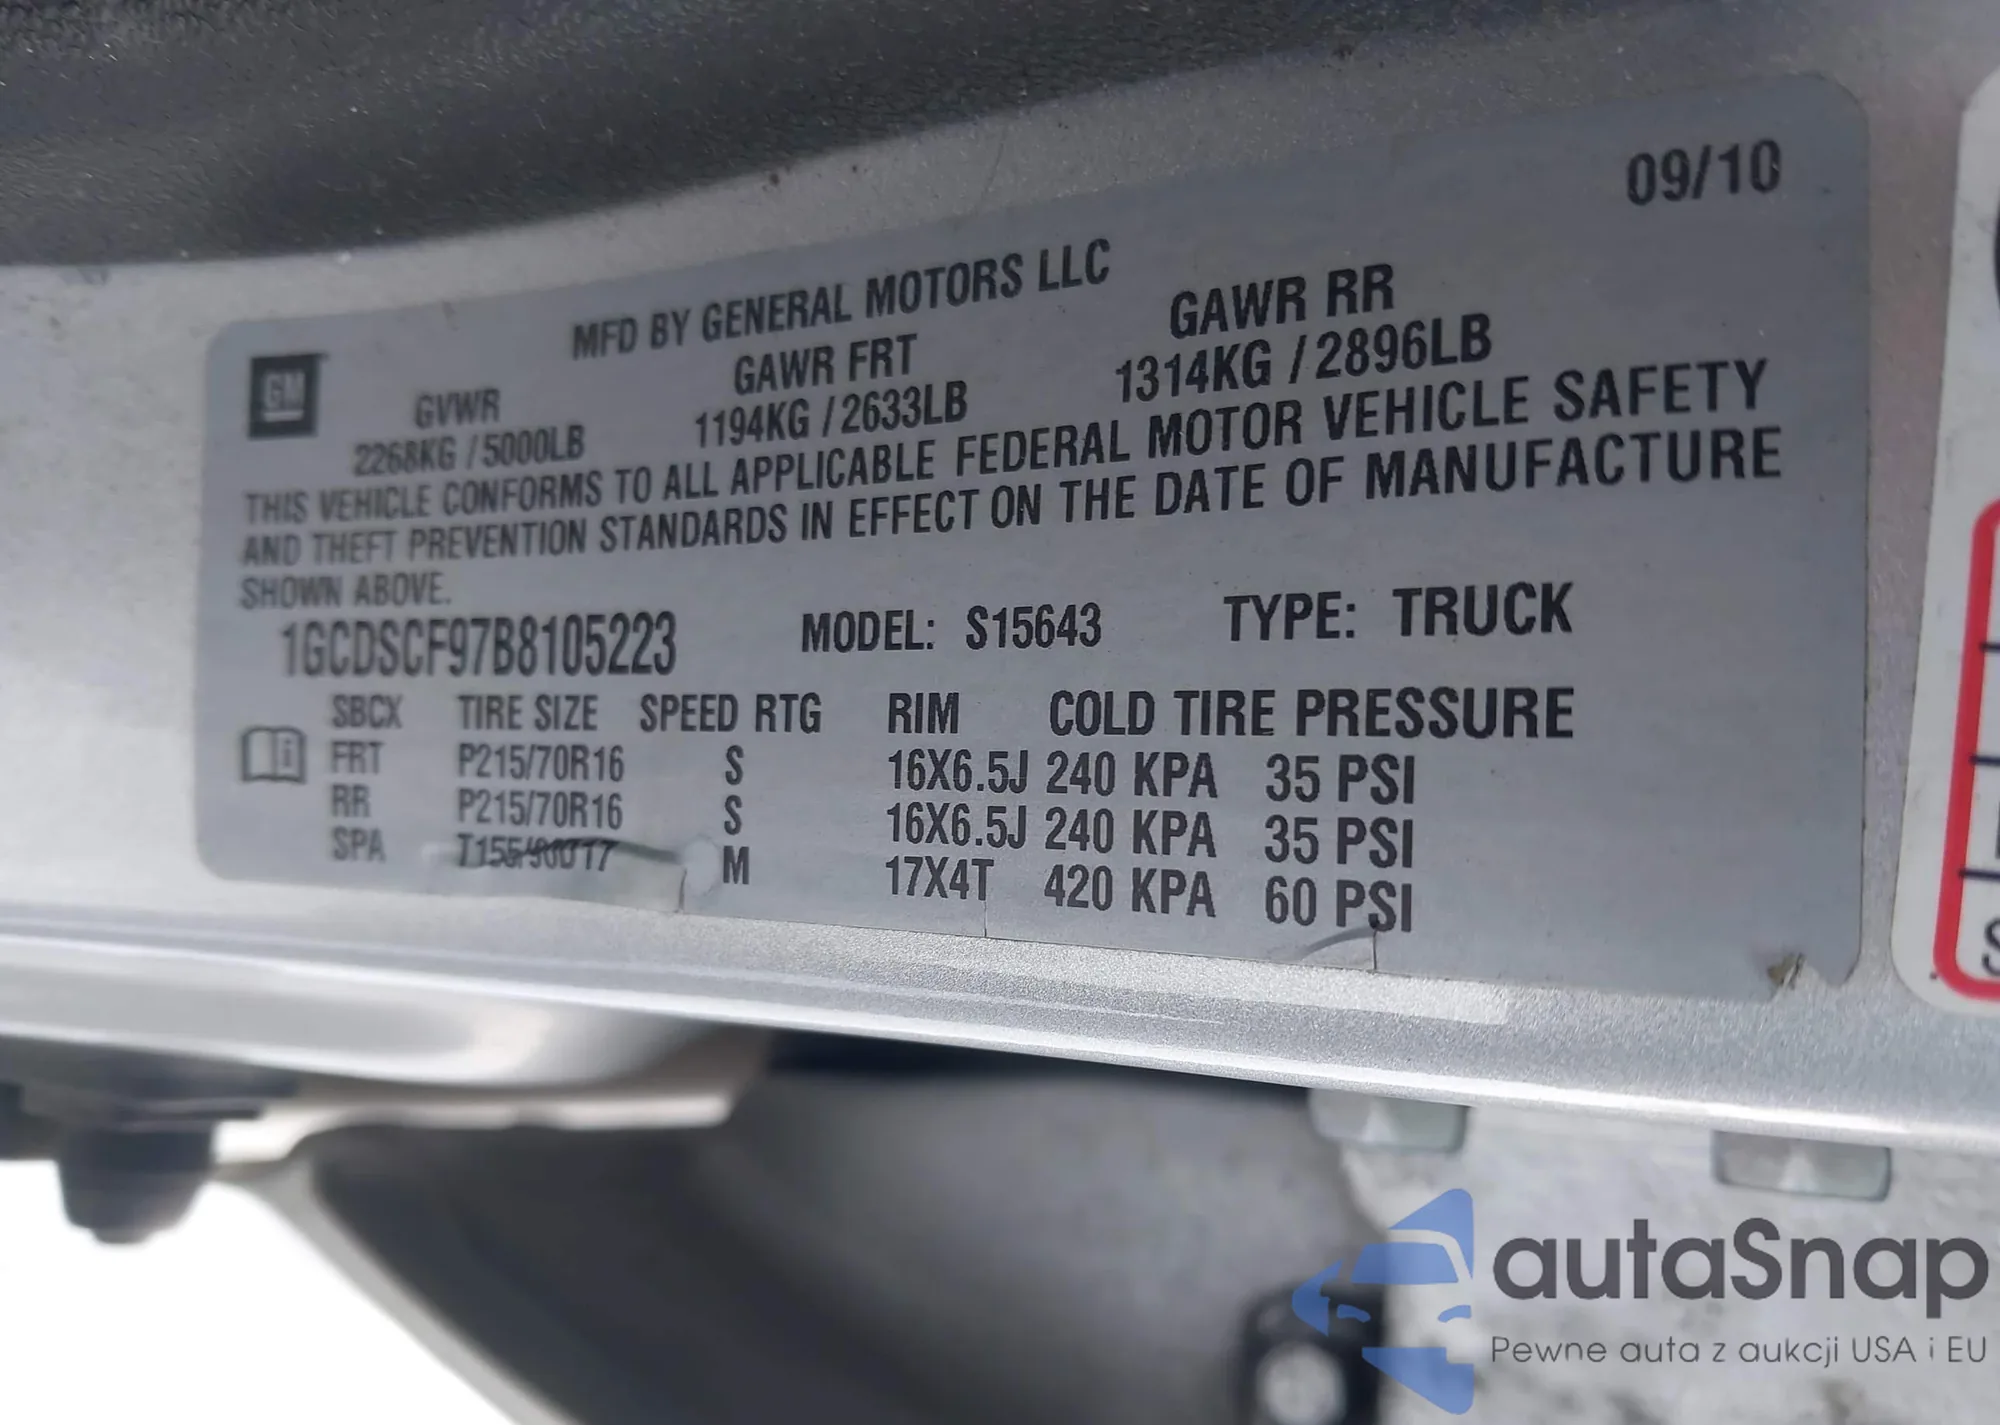 09/10
MFD BY GENERAL MOTORS LLC
GM
GVWR GAWR FRT GAWR RR
2268KG / 5000LB 1194KG / 2633LB 1314KG / 2896LB
THIS VEHICLE CONFORMS TO ALL APPLICABLE FEDERAL MOTOR VEHICLE SAFETY
AND THEFT PREVENTION STANDARDS IN EFFECT ON THE DATE OF MANUFACTURE
SHOWN ABOVE.
1GCDSCF97B8105223 MODEL: S15643 TYPE: TRUCK
SBCX TIRE SIZE SPEED RTG RIM COLD TIRE PRESSURE
FRT P215/70R16 S 16X6.5J 240 KPA 35 PSI
RR P215/70R16 S 16X6.5J 240 KPA 35 PSI
SPA M 17X4T 420 KPA 60 PSI
S
autaSnap
Pewne auta z aukcji USA i EU